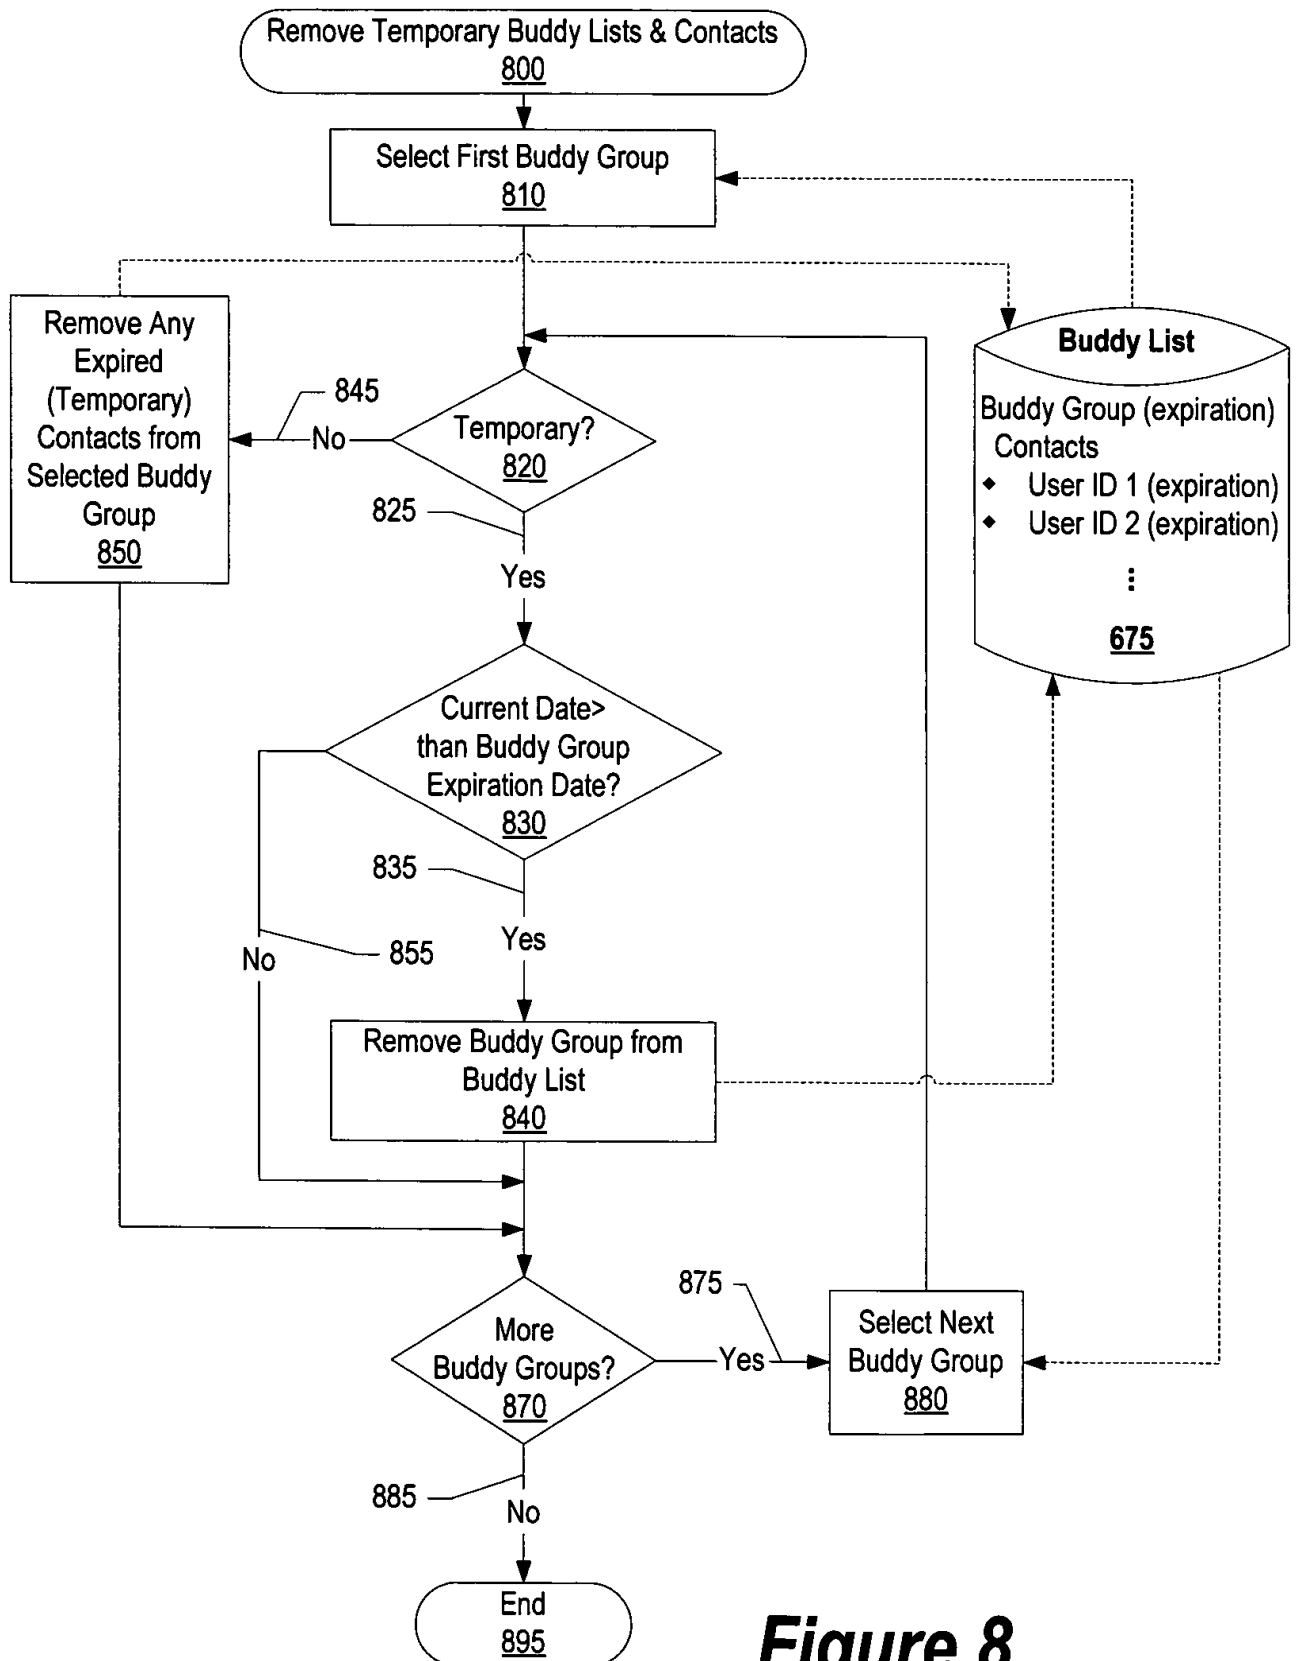 Remove Temporary Buddy Lists & Contacts
800
Select First Buddy Group
810
Remove Any
Expired
(Temporary)
Contacts from
Selected Buddy
Group
850
845
No
Temporary?
820
825
Yes
Buddy List
Buddy Group (expiration)
Contacts
◆ User ID 1 (expiration)
◆ User ID 2 (expiration)
⋮
675
Current Date>
than Buddy Group
Expiration Date?
830
835
Yes
855
No
Remove Buddy Group from
Buddy List
840
More
Buddy Groups?
870
875
Yes
Select Next
Buddy Group
880
885
No
End
895
Figure 8